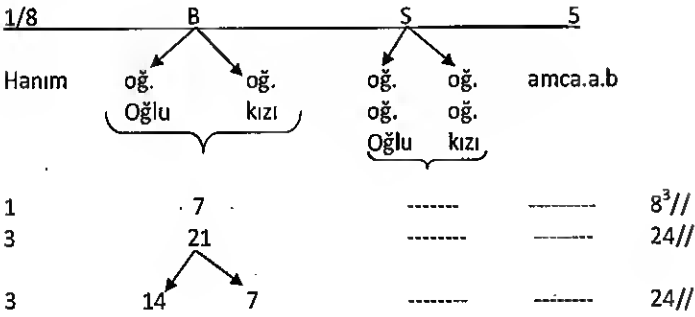 1/8 B S 5
Hanım oğ. oğ. oğ. oğ. amca.a.b
Oğlu kızı oğ. oğ.
Oğlu kızı
1 7 ------- ---------- 8³//
3 21 ------- ---------- 24//
3 14 7 ------- ---------- 24//